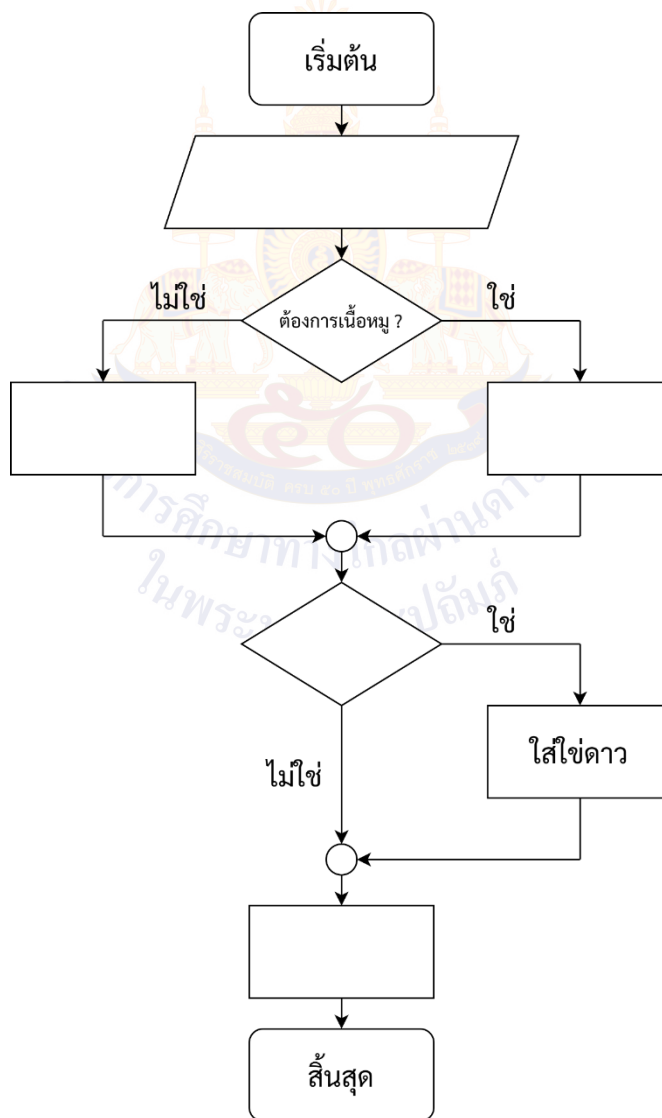 เริ่มต้น
ไม่ใช่
ต้องการเนื้อหมู ?
ใช่
ใช่
ใส่ไข่ดาว
ไม่ใช่
สิ้นสุด